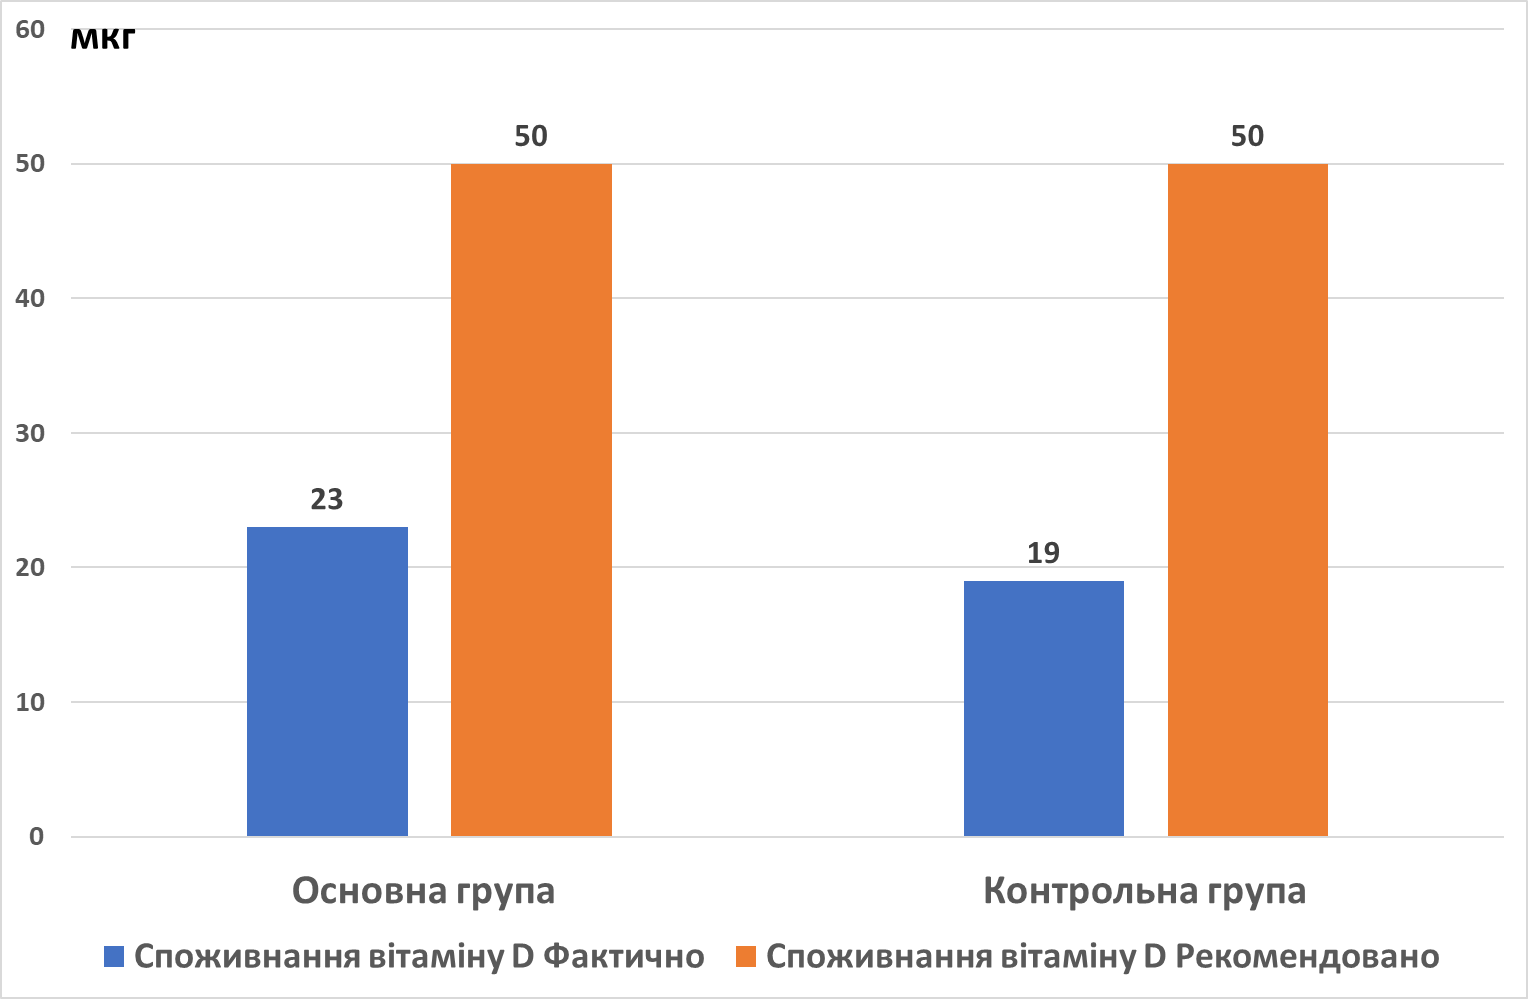 60
мкг
50
50
50
40
30
23
20
19
10
0
Основна група
Контрольна група
Споживнання вітаміну D Фактично
Споживнання вітаміну D Рекомендовано